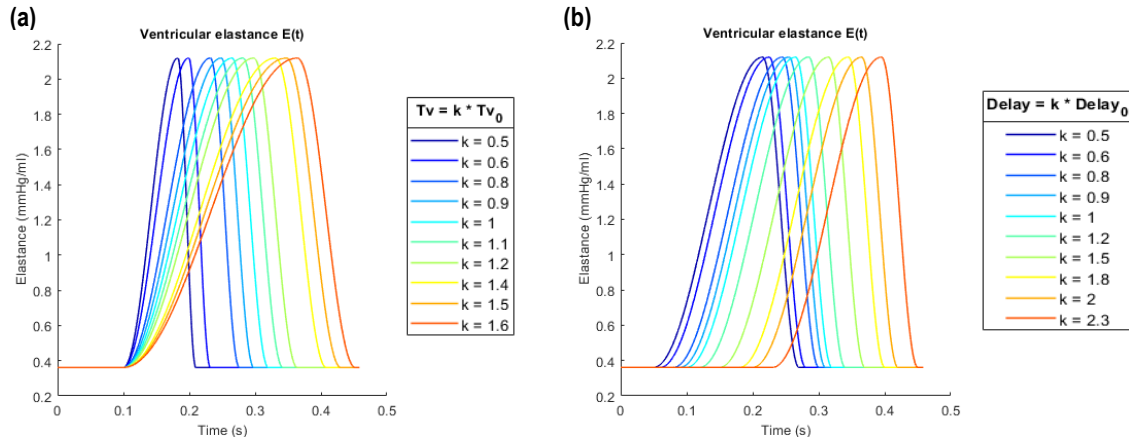 (a)
Ventricular elastance E(t)
2.2
2
1.8
1.6
1.4
1.2
1
0.8
0.6
0.4
0.2
Elastance (mmHg/ml)
0 0.1 0.2 0.3 0.4 0.5
Time (s)
Tv = k * Tv0
k = 0.5
k = 0.6
k = 0.8
k = 0.9
k = 1
k = 1.1
k = 1.2
k = 1.4
k = 1.5
k = 1.6
(b)
Ventricular elastance E(t)
2.2
2
1.8
1.6
1.4
1.2
1
0.8
0.6
0.4
0.2
Elastance (mmHg/ml)
0 0.1 0.2 0.3 0.4 0.5
Time (s)
Delay = k * Delay0
k = 0.5
k = 0.6
k = 0.8
k = 0.9
k = 1
k = 1.2
k = 1.5
k = 1.8
k = 2
k = 2.3